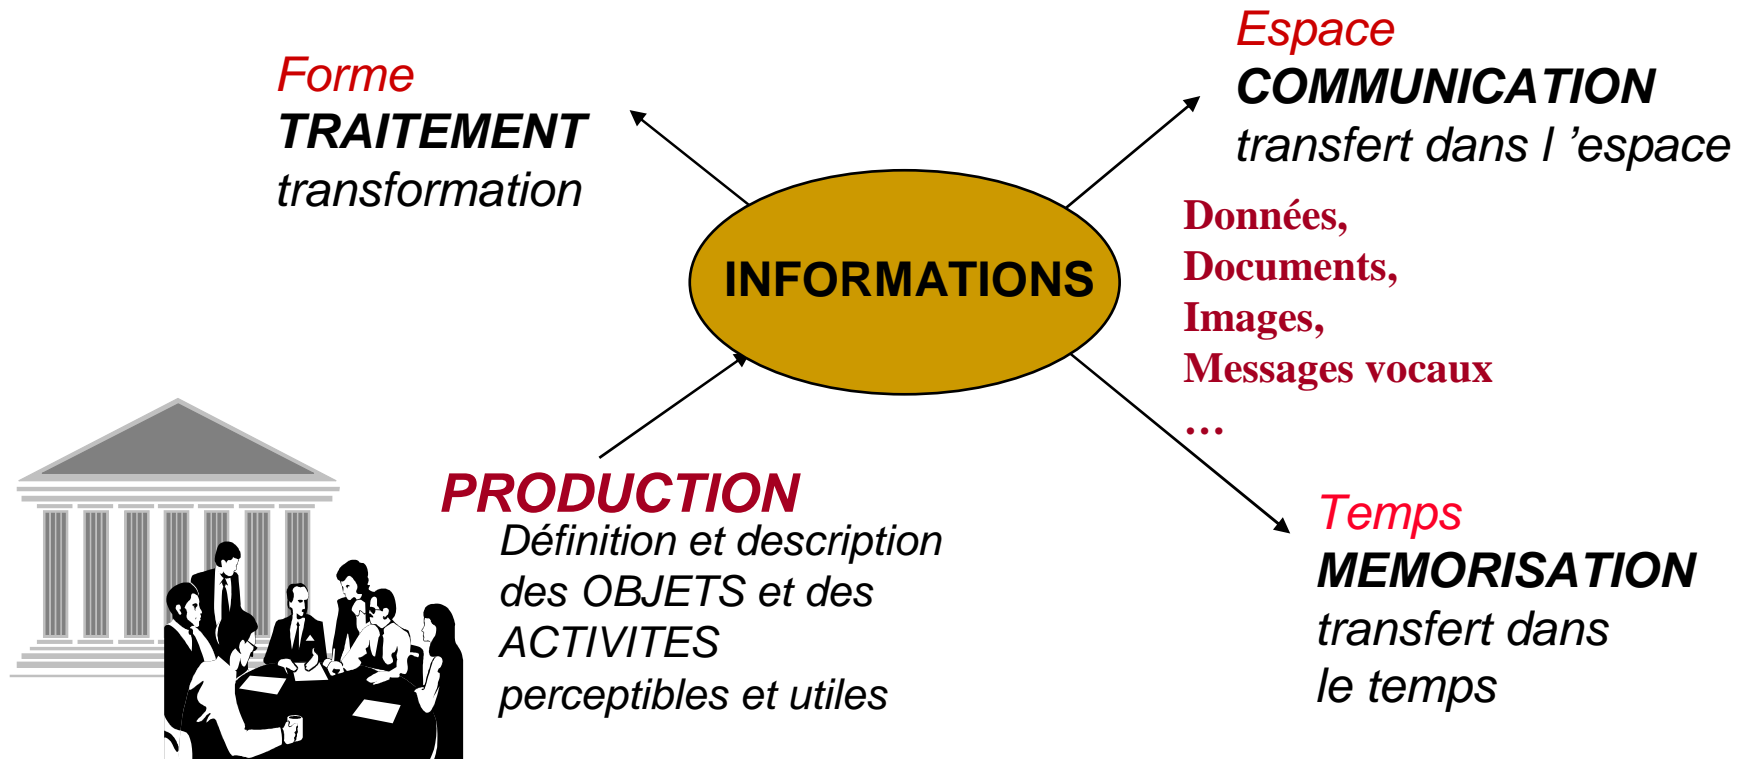 Forme
TRAITEMENT
transformation
Espace
COMMUNICATION
transfert dans l ’espace
INFORMATIONS
Données,
Documents,
Images,
Messages vocaux
…
PRODUCTION
Définition et description
des OBJETS et des
ACTIVITES
perceptibles et utiles
Temps
MEMORISATION
transfert dans
le temps